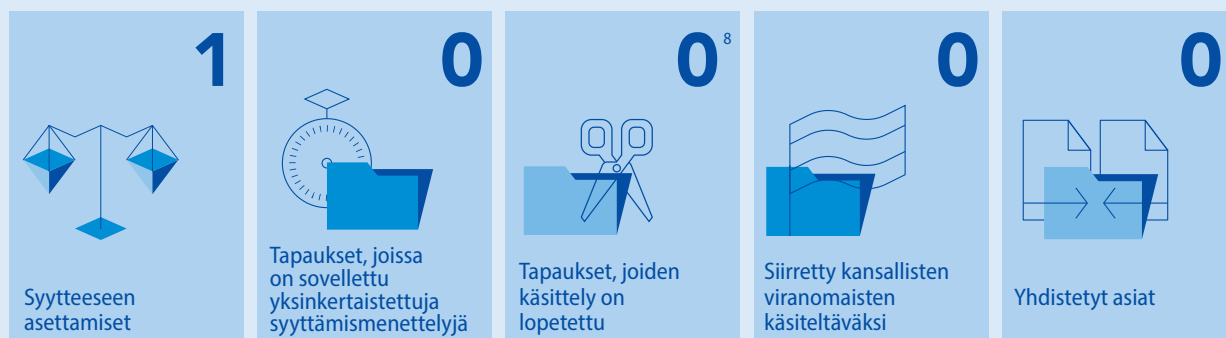 1
Syytteeseen
asettamiset
0
Tapaukset, joissa
on sovellettu
yksinkertaistettuja
syyttämismenettelyjä
0 8
Tapaukset, joiden
käsittely on
lopetettu
0
Siirretty kansallisten
viranomaisten
käsiteltäväksi
0
Yhdistetyt asiat